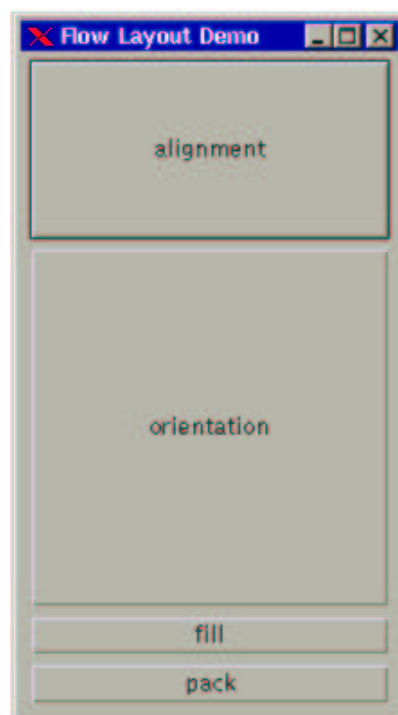 Flow Layout Demo
alignment
orientation
fill
pack